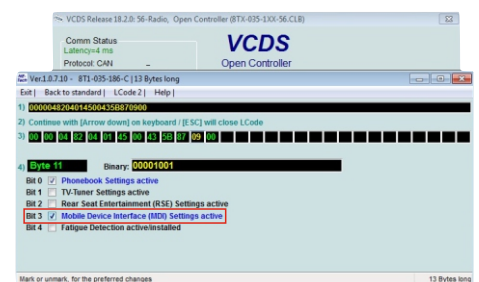 VCDS Release 18.2.0: 56-Radio, Open Controller (8TX-035-1XX-56.CLB)
Comm Status
Latency=4 ms
Protocol: CAN
VCDS
Open Controller
Ver.1.0.7.10 - 8T1-035-186-C | 13 Bytes long
Exit | Back to standard | LCode 2 | Help |
1) 0000048204014500435B870900
2) Continue with [Arrow down] on keyboard / [ESC] will close LCode
3) 00 00 04 82 04 01 45 00 43 5B 87 09 00
4) Byte 11 Binary: 00001001
Bit 0 Phonebook Settings active
Bit 1 TV-Tuner Settings active
Bit 2 Rear Seat Entertainment (RSE) Settings active
Bit 3 Mobile Device Interface (MDI) Settings active
Bit 4 Fatigue Detection active/installed
Mark or unmark, for the preferred changes
13 Bytes long